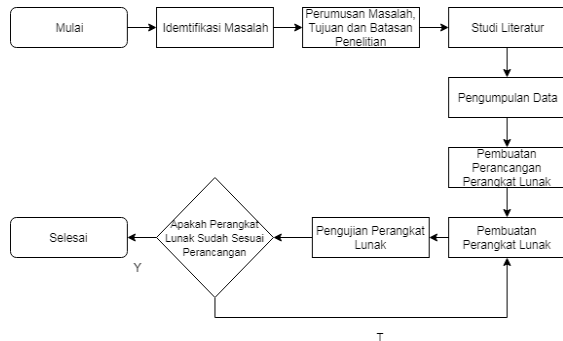 Mulai
Identifikasi Masalah
Perumusan Masalah,
Tujuan dan Batasan
Penelitian
Studi Literatur
Pengumpulan Data
Pembuatan
Perancangan
Perangkat Lunak
Pembuatan
Perangkat Lunak
Pengujian Perangkat
Lunak
Apakah Perangkat
Lunak Sudah Sesuai
Perancangan
Selesai
Y
T